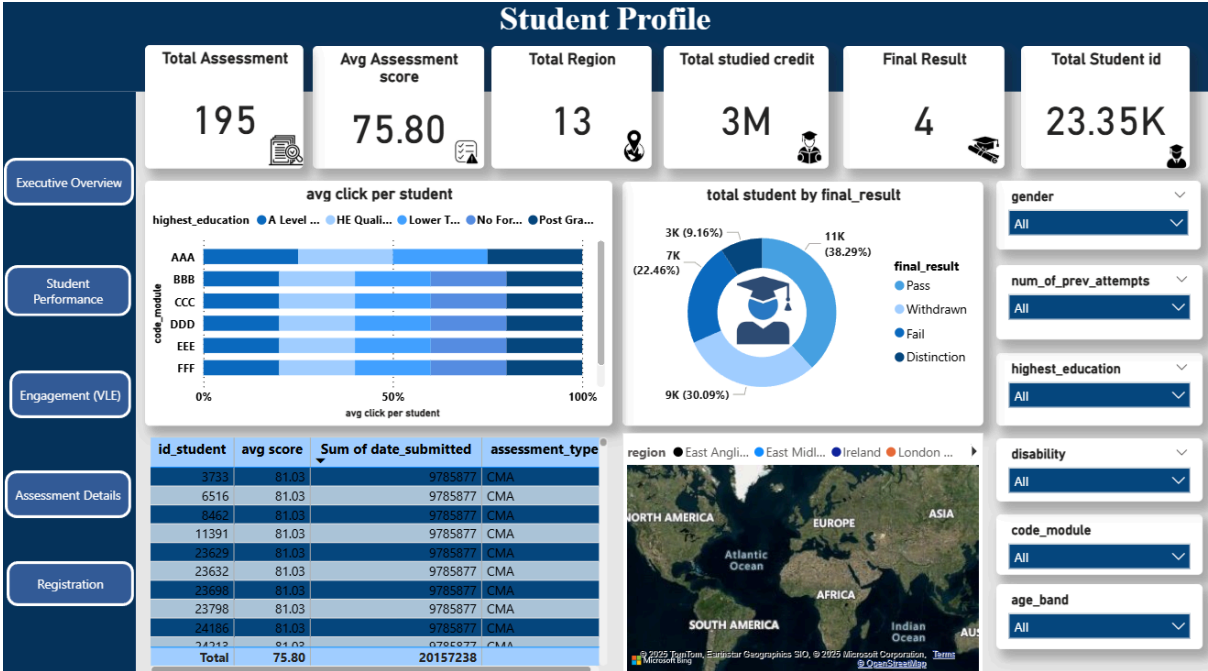 Student Profile
Total Assessment
195
Avg Assessment
score
75.80
Total Region
13
Total studied credit
3M
Final Result
4
Total Student id
23.35K
Executive Overview
Student
Performance
Engagement (VLE)
Assessment Details
Registration
avg click per student
highest_education A Level ... HE Quali... Lower T... No For... Post Gra...
code_module
AAA
BBB
CCC
DDD
EEE
FFF
0% 50% 100%
avg click per student
total student by final_result
3K (9.16%)
7K
(22.46%)
11K
(38.29%)
9K (30.09%)
final_result
Pass
Withdrawn
Fail
Distinction
gender
All
num_of_prev_attempts
All
highest_education
All
disability
All
code_module
All
age_band
All
id_student avg score Sum of date_submitted assessment_type
3733 81.03 9785877 CMA
6516 81.03 9785877 CMA
8462 81.03 9785877 CMA
11391 81.03 9785877 CMA
23629 81.03 9785877 CMA
23632 81.03 9785877 CMA
23698 81.03 9785877 CMA
23798 81.03 9785877 CMA
24186 81.03 9785877 CMA
24213 81.03 9785877 CMA
Total 75.80 20157238
region East Angli... East Midl... Ireland London ...
NORTH AMERICA
EUROPE
ASIA
Atlantic
Ocean
AFRICA
SOUTH AMERICA
Indian
Ocean
AUS
© 2025 TomTom, Earthstar Geographics SIO, © 2025 Microsoft Corporation, Terms
Microsoft Bing
© OpenStreetMap